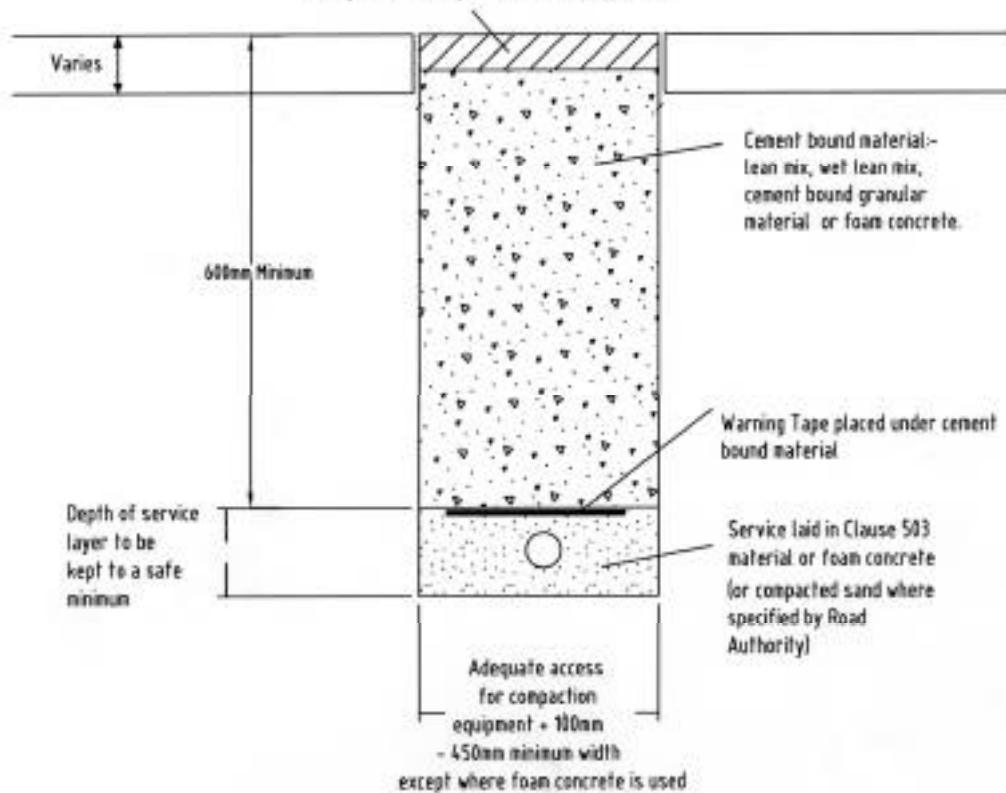 Varies
Cement bound material:-
lean mix, wet lean mix,
cement bound granular
material or foam concrete.
600mm Minimum
Warning Tape placed under cement
bound material
Depth of service
layer to be
kept to a safe
minimum
Service laid in Clause 503
material or foam concrete
(or compacted sand where
specified by Road
Authority)
Adequate access
for compaction
equipment + 100mm
- 450mm minimum width
except where foam concrete is used